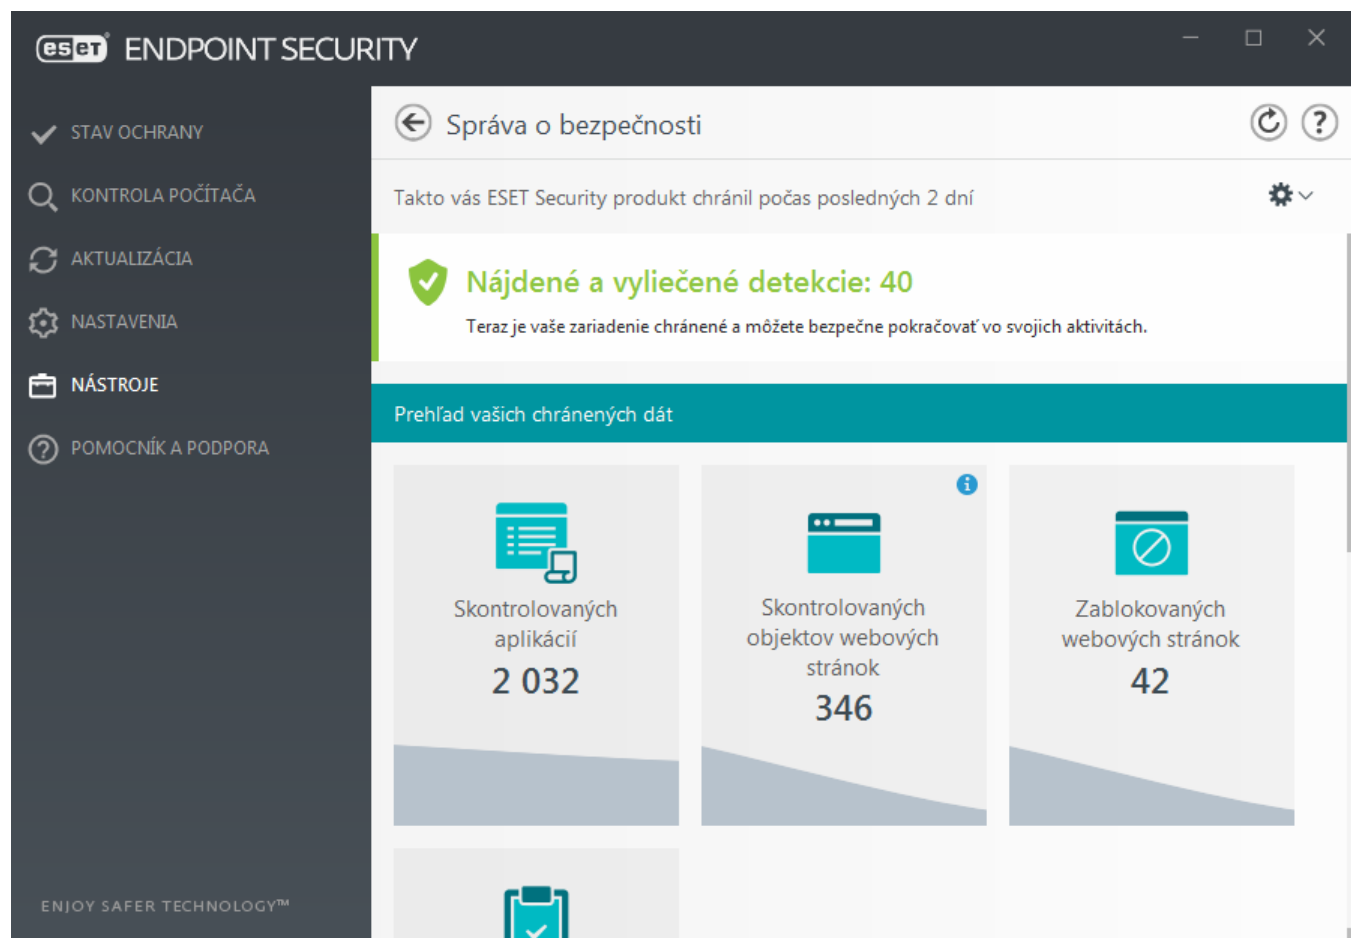 eset ENDPOINT SECURITY
STAV OCHRANY
KONTROLA POČÍTAČA
AKTUALIZÁCIA
NASTAVENIA
NÁSTROJE
POMOCNÍK A PODPORA
ENJOY SAFER TECHNOLOGY™
Správa o bezpečnosti
Takto vás ESET Security produkt chránil počas posledných 2 dní
Nájdené a vyliečené detekcie: 40
Teraz je vaše zariadenie chránené a môžete bezpečne pokračovať vo svojich aktivitách.
Prehľad vašich chránených dát
Skontrolovaných
aplikácií
2 032
Skontrolovaných
objektov webových
stránok
346
Zablokovaných
webových stránok
42